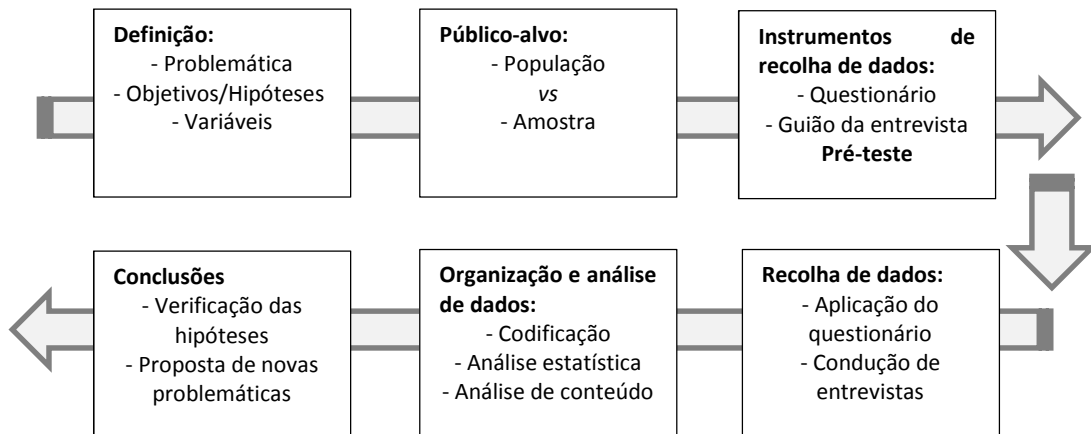 Definição:
- Problemática
- Objetivos/Hipóteses
- Variáveis
Público-alvo:
- População
vs
- Amostra
Instrumentos de
recolha de dados:
- Questionário
- Guião da entrevista
Pré-teste
Recolha de dados:
- Aplicação do
questionário
- Condução de
entrevistas
Organização e análise
de dados:
- Codificação
- Análise estatística
- Análise de conteúdo
Conclusões
- Verificação das
hipóteses
- Proposta de novas
problemáticas